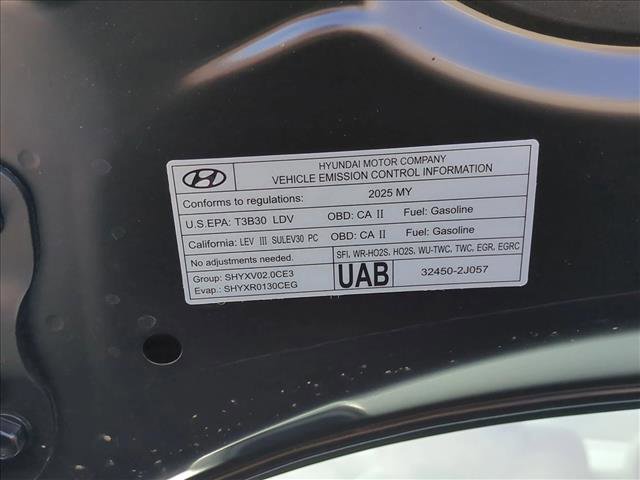 HYUNDAI MOTOR COMPANY
VEHICLE EMISSION CONTROL INFORMATION
Conforms to regulations: 2025 MY
U.S.EPA: T3B30 LDV OBD: CA II Fuel: Gasoline
California: LEV III SULEV30 PC OBD: CA II Fuel: Gasoline
No adjustments needed. SFI, WR-HO2S, HO2S, WU-TWC, TWC, EGR, EGRC
Group: SHYXV02.0CE3
Evap.: SHYXR0130CEG
UAB 32450-2J057